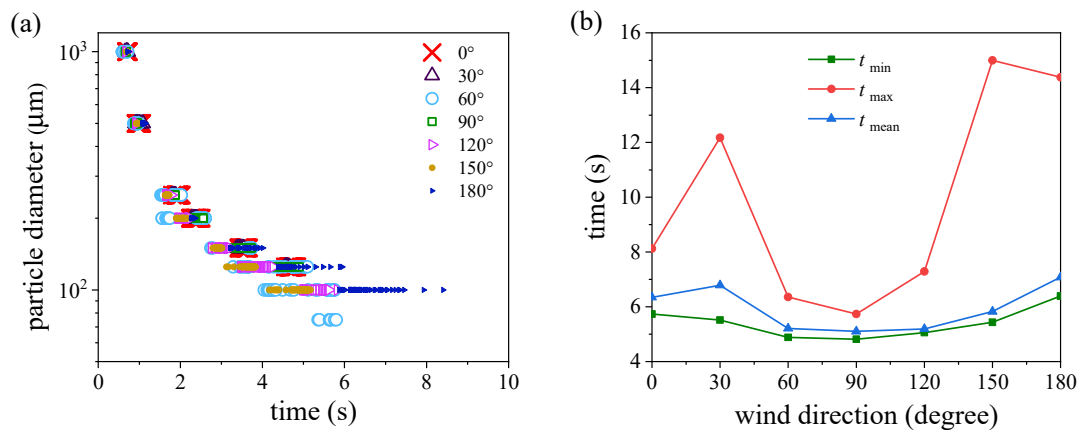 (a)
10³
10²
particle diameter (μm)
0 2 4 6 8 10
time (s)
0°
30°
60°
90°
120°
150°
180°
(b)
16
14
12
10
8
6
4
time (s)
t min
t max
t mean
0 30 60 90 120 150 180
wind direction (degree)